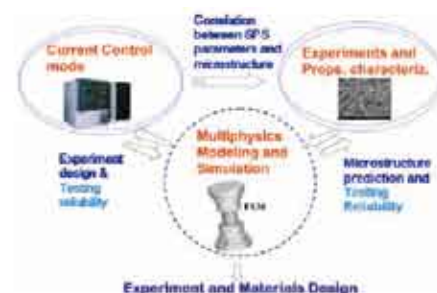 Correlation
between SPS
parameters and
microstructure
Current Control
mode
Experiments and
Props. characteriz.
Multiphysics
Modeling and
Simulation
Experiment
design &
Testing
reliability
Microstructure
prediction and
Testing
Reliability
Experiment and Materials Design